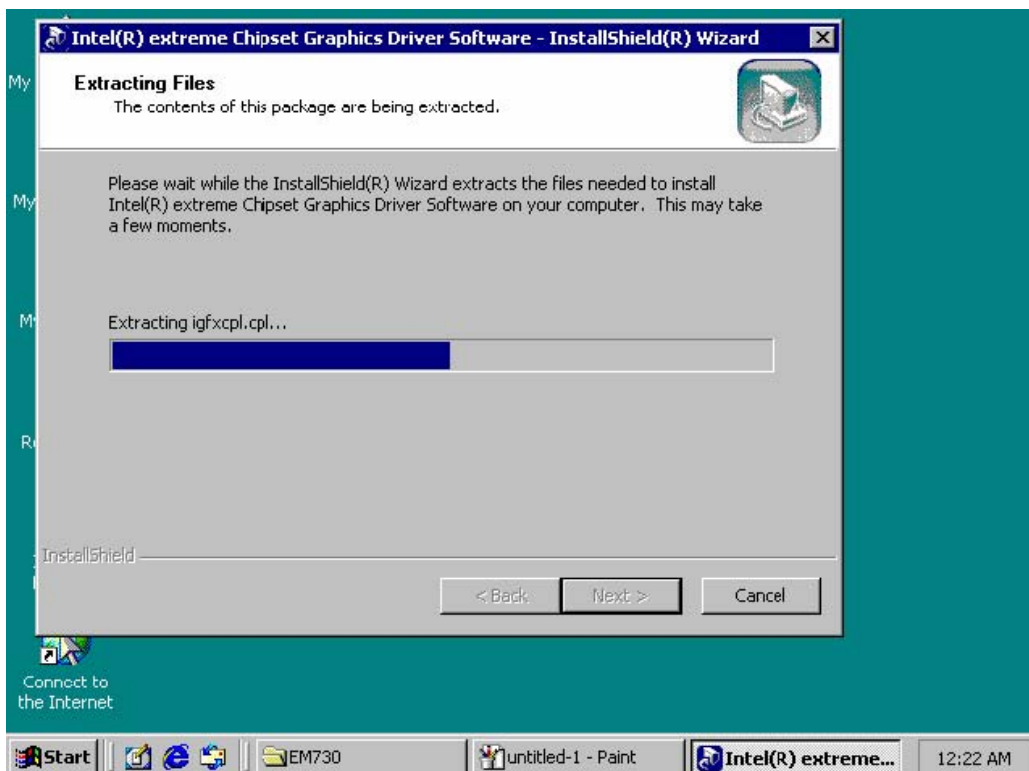 Intel(R) extreme Chipset Graphics Driver Software - InstallShield(R) Wizard
Extracting Files
The contents of this package are being extracted.
My
Please wait while the InstallShield(R) Wizard extracts the files needed to install
Intel(R) extreme Chipset Graphics Driver Software on your computer. This may take
a few moments.
My
Extracting igfxcpl.cpl...
InstallShield
< Back
Next >
Cancel
Connect to
the Internet
Start
EM730
untitled-1 - Paint
Intel(R) extreme...
12:22 AM